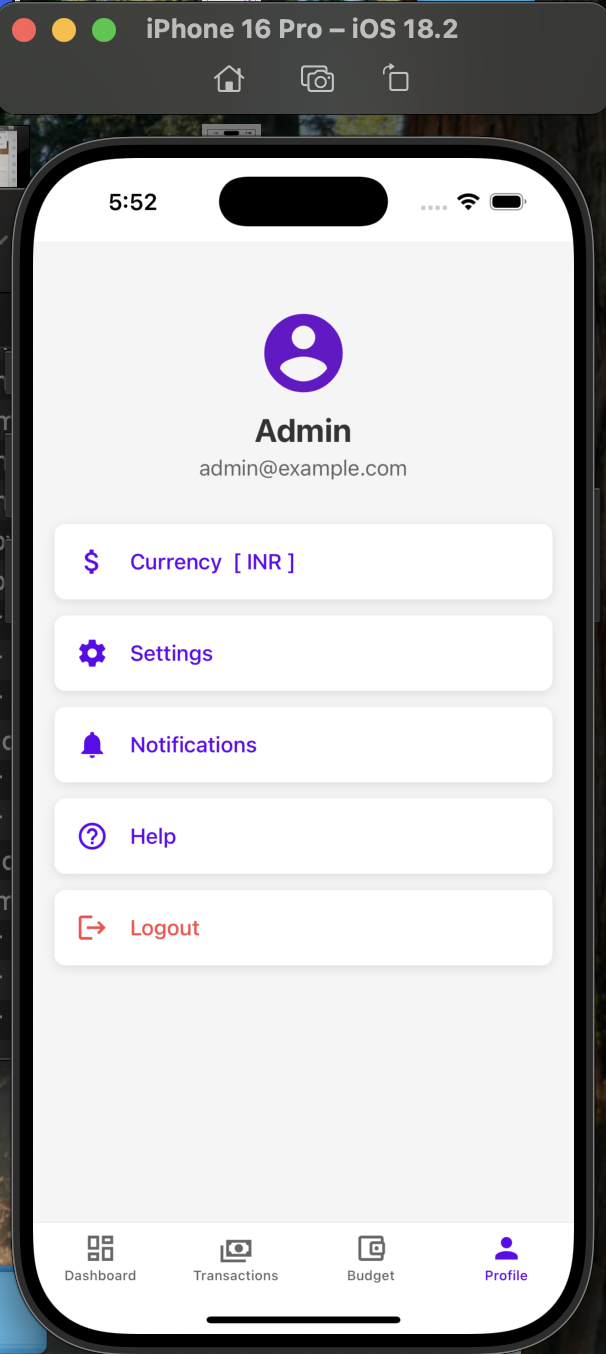 iPhone 16 Pro – iOS 18.2
5:52
Admin
admin@example.com
Currency [ INR ]
Settings
Notifications
Help
Logout
Dashboard Transactions Budget Profile